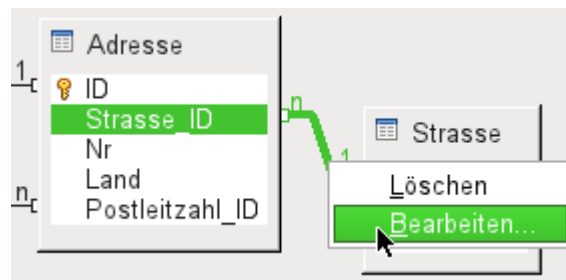 Adresse
1
ID
Strasse_ID
n
Nr
Land
n
Postleitzahl_ID
Strasse
1
Löschen
Bearbeiten...